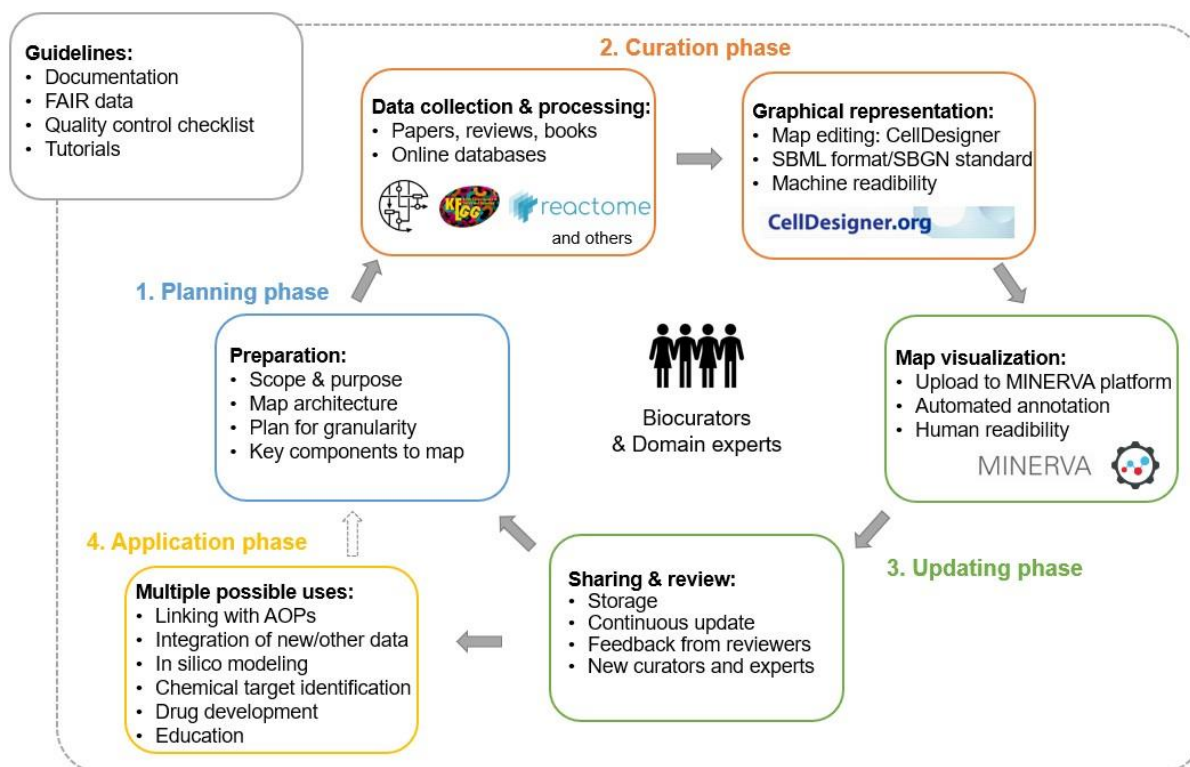 Guidelines:
• Documentation
• FAIR data
• Quality control checklist
• Tutorials
2. Curation phase
Data collection & processing:
• Papers, reviews, books
• Online databases
KEGG
reactome
and others
Graphical representation:
• Map editing: CellDesigner
• SBML format/SBGN standard
• Machine readibility
CellDesigner.org
1. Planning phase
Preparation:
• Scope & purpose
• Map architecture
• Plan for granularity
• Key components to map
Biocurators
& Domain experts
Map visualization:
• Upload to MINERVA platform
• Automated annotation
• Human readibility
MINERVA
3. Updating phase
Sharing & review:
• Storage
• Continuous update
• Feedback from reviewers
• New curators and experts
4. Application phase
Multiple possible uses:
• Linking with AOPs
• Integration of new/other data
• In silico modeling
• Chemical target identification
• Drug development
• Education